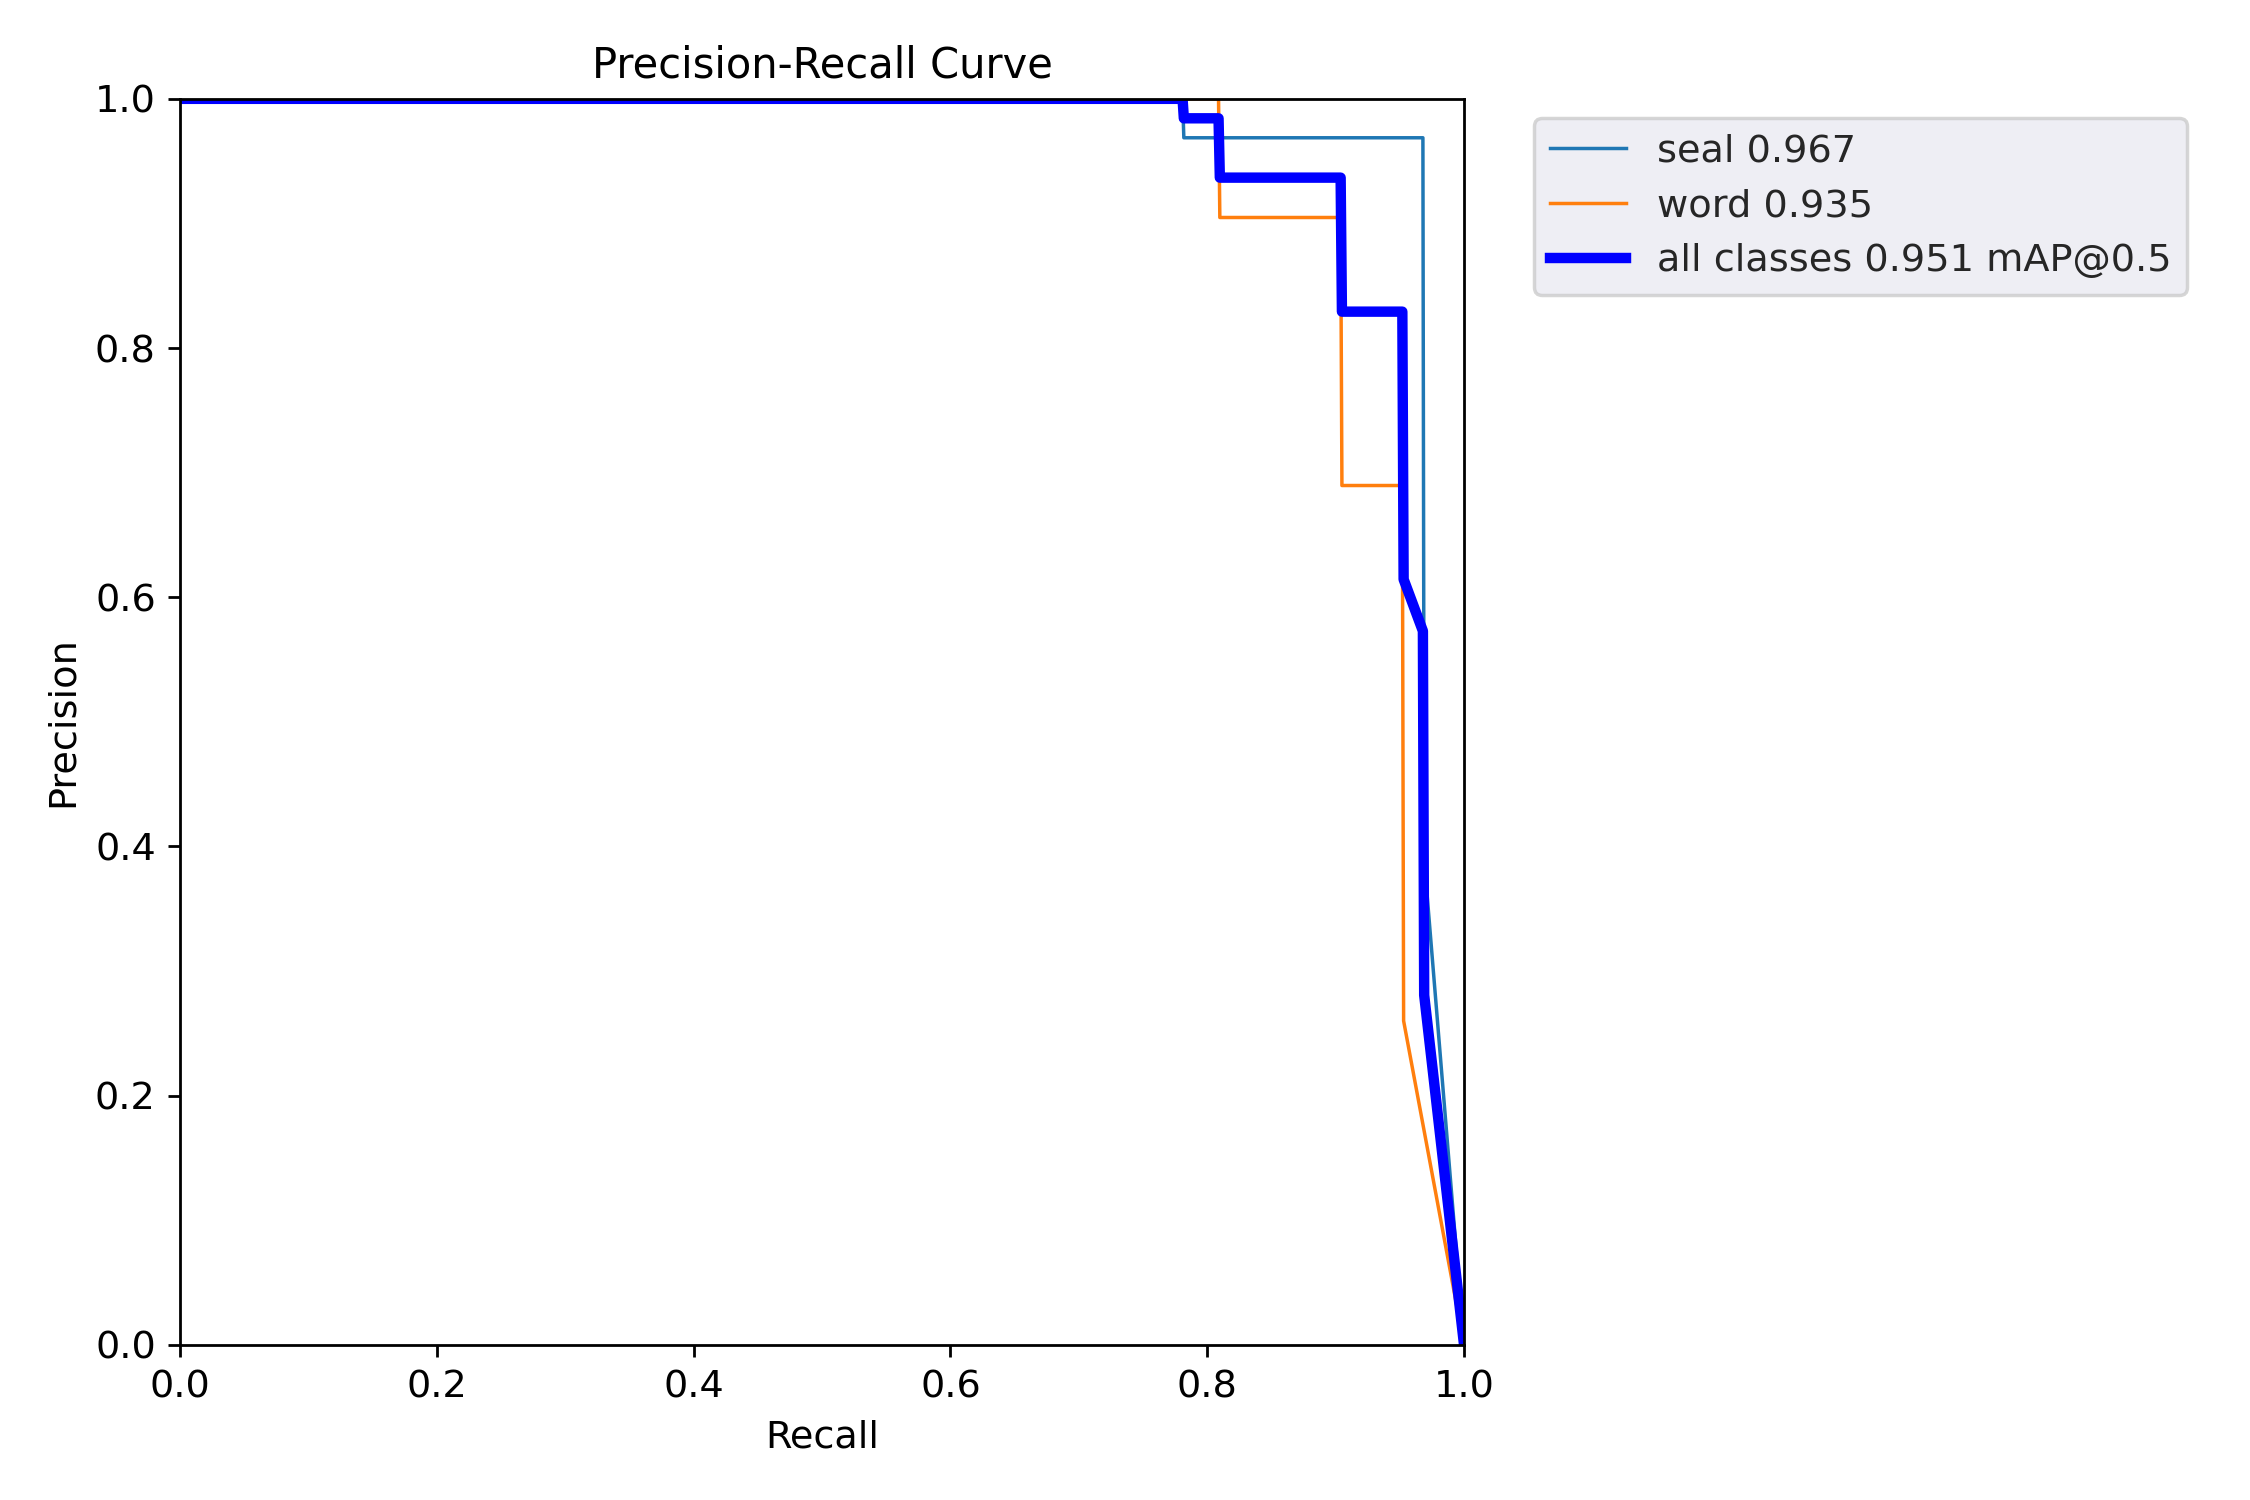 Precision-Recall Curve
1.0
0.8
0.6
0.4
0.2
0.0
Precision
0.0 0.2 0.4 0.6 0.8 1.0
Recall
seal 0.967
word 0.935
all classes 0.951 mAP@0.5